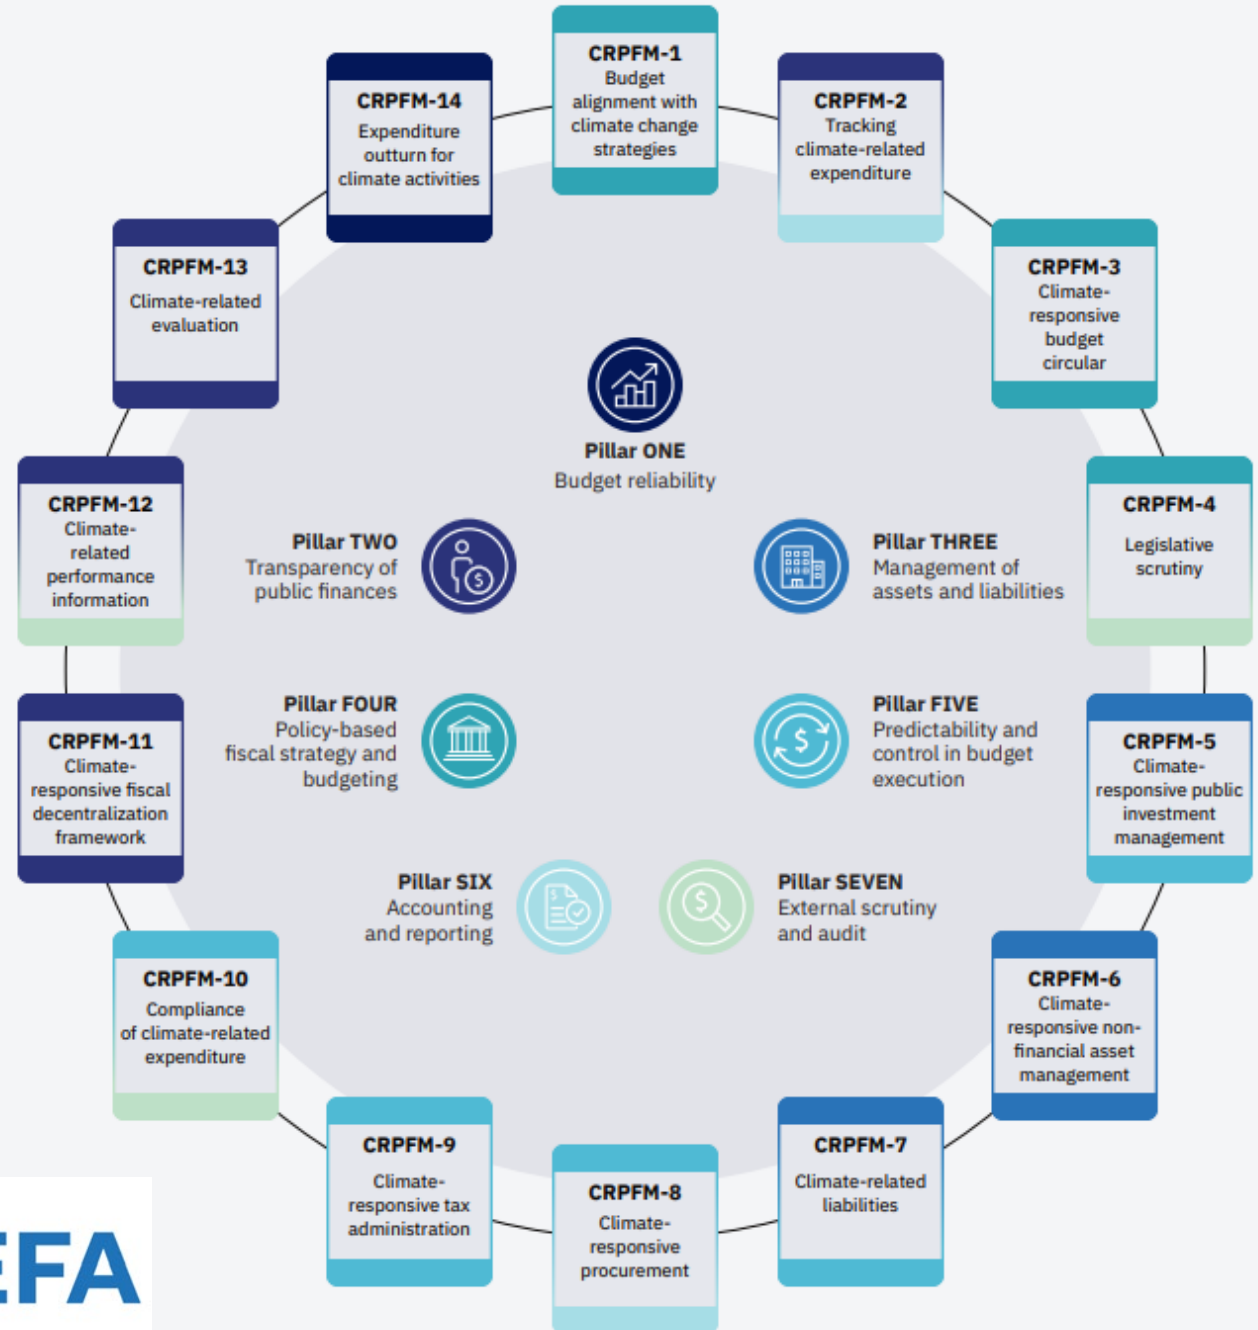 CRPFM-1
Budget
alignment with
climate change
strategies
CRPFM-2
Tracking
climate-related
expenditure
CRPFM-3
Climate-
responsive
budget
circular
CRPFM-4
Legislative
scrutiny
CRPFM-5
Climate-
responsive public
investment
management
CRPFM-6
Climate-
responsive non-
financial asset
management
CRPFM-7
Climate-related
liabilities
CRPFM-8
Climate-
responsive
procurement
CRPFM-9
Climate-
responsive tax
administration
CRPFM-10
Compliance
of climate-related
expenditure
CRPFM-11
Climate-
responsive fiscal
decentralization
framework
CRPFM-12
Climate-
related
performance
information
CRPFM-13
Climate-related
evaluation
CRPFM-14
Expenditure
outturn for
climate activities
Pillar ONE
Budget reliability
Pillar TWO
Transparency of
public finances
Pillar THREE
Management of
assets and liabilities
Pillar FOUR
Policy-based
fiscal strategy and
budgeting
Pillar FIVE
Predictability and
control in budget
execution
Pillar SIX
Accounting
and reporting
Pillar SEVEN
External scrutiny
and audit
EFA